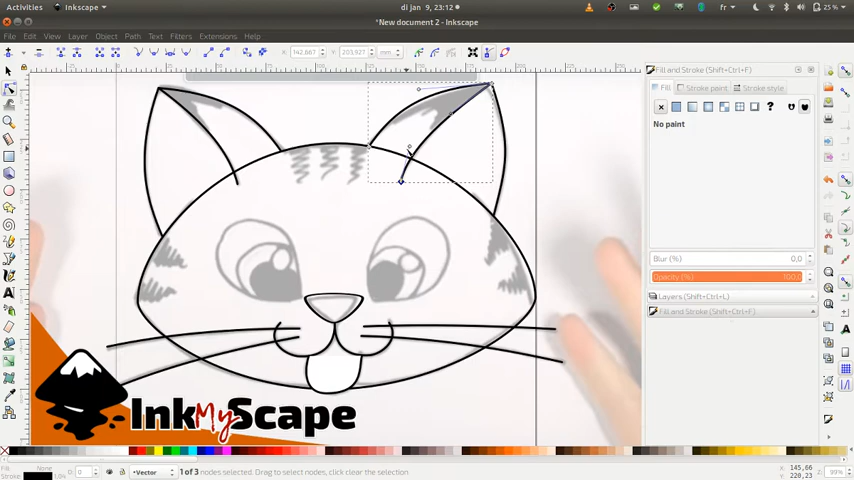 Activities
di jan 9, 23:12
fr
25 %
*New document 2 - Inkscape
File Edit View Layer Object Path Text Filters Extensions Help
X: 142,667 Y: 203,927 mm
Fill and Stroke (Shift+Ctrl+F)
Fill Stroke paint Stroke style
No paint
Blur (%) 0,0
Opacity (%) 100,0
Layers (Shift+Ctrl+L)
Fill and Stroke (Shift+Ctrl+F)
InkMyScape
Fill: None
Stroke: O: 0
•Vector
1 of 3 nodes selected. Drag to select nodes, click clear the selection
X: 145,66
Y: 220,23
Z: 99%